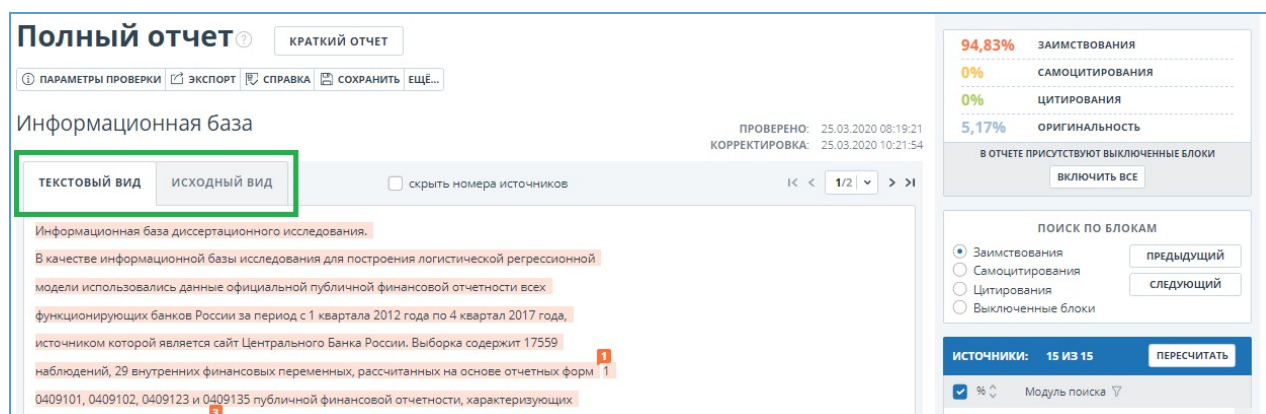 Полный отчет
КРАТКИЙ ОТЧЕТ
ПАРАМЕТРЫ ПРОВЕРКИ ЭКСПОРТ СПРАВКА СОХРАНИТЬ ЕЩЁ...
Информационная база
ПРОВЕРЕНО: 25.03.2020 08:19:21
КОРРЕКТИРОВКА: 25.03.2020 10:21:54
ТЕКСТОВЫЙ ВИД ИСХОДНЫЙ ВИД
скрыть номера источников
1/2
Информационная база диссертационного исследования.
В качестве информационной базы исследования для построения логистической регрессионной
модели использовались данные официальной публичной финансовой отчетности всех
функционирующих банков России за период с 1 квартала 2012 года по 4 квартал 2017 года,
источником которой является сайт Центрального Банка России. Выборка содержит 17559
1
наблюдений, 29 внутренних финансовых переменных, рассчитанных на основе отчетных форм 1
0409101, 0409102, 0409123 и 0409135 публичной финансовой отчетности, характеризующих
3
94,83% ЗАИМСТВОВАНИЯ
0% САМОЦИТИРОВАНИЯ
0% ЦИТИРОВАНИЯ
5,17% ОРИГИНАЛЬНОСТЬ
В ОТЧЕТЕ ПРИСУТСТВУЮТ ВЫКЛЮЧЕННЫЕ БЛОКИ
ВКЛЮЧИТЬ ВСЕ
ПОИСК ПО БЛОКАМ
Заимствования
Самоцитирования
Цитирования
Выключенные блоки
ПРЕДЫДУЩИЙ
СЛЕДУЮЩИЙ
ИСТОЧНИКИ: 15 ИЗ 15 ПЕРЕСЧИТАТЬ
% Модуль поиска